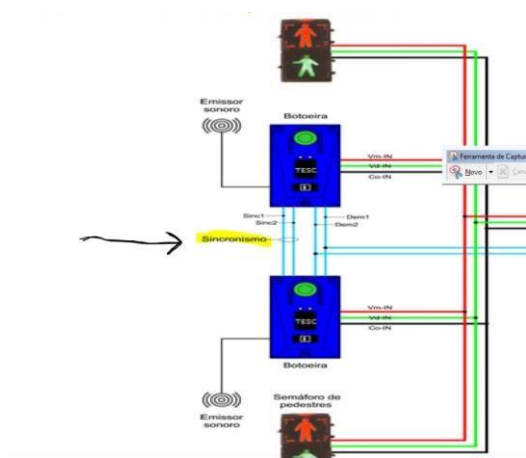 Emissor
sonoro
Botoeira
TESC
Vm-IN
Vd-IN
Co-IN
Ferramenta de Captur
Novo
Sinc1
Sinc2
Dem1
Dem2
Sincronismo
TESC
Vm-IN
Vd-IN
Co-IN
Botoeira
Emissor
sonoro
Semáforo de
pedestres